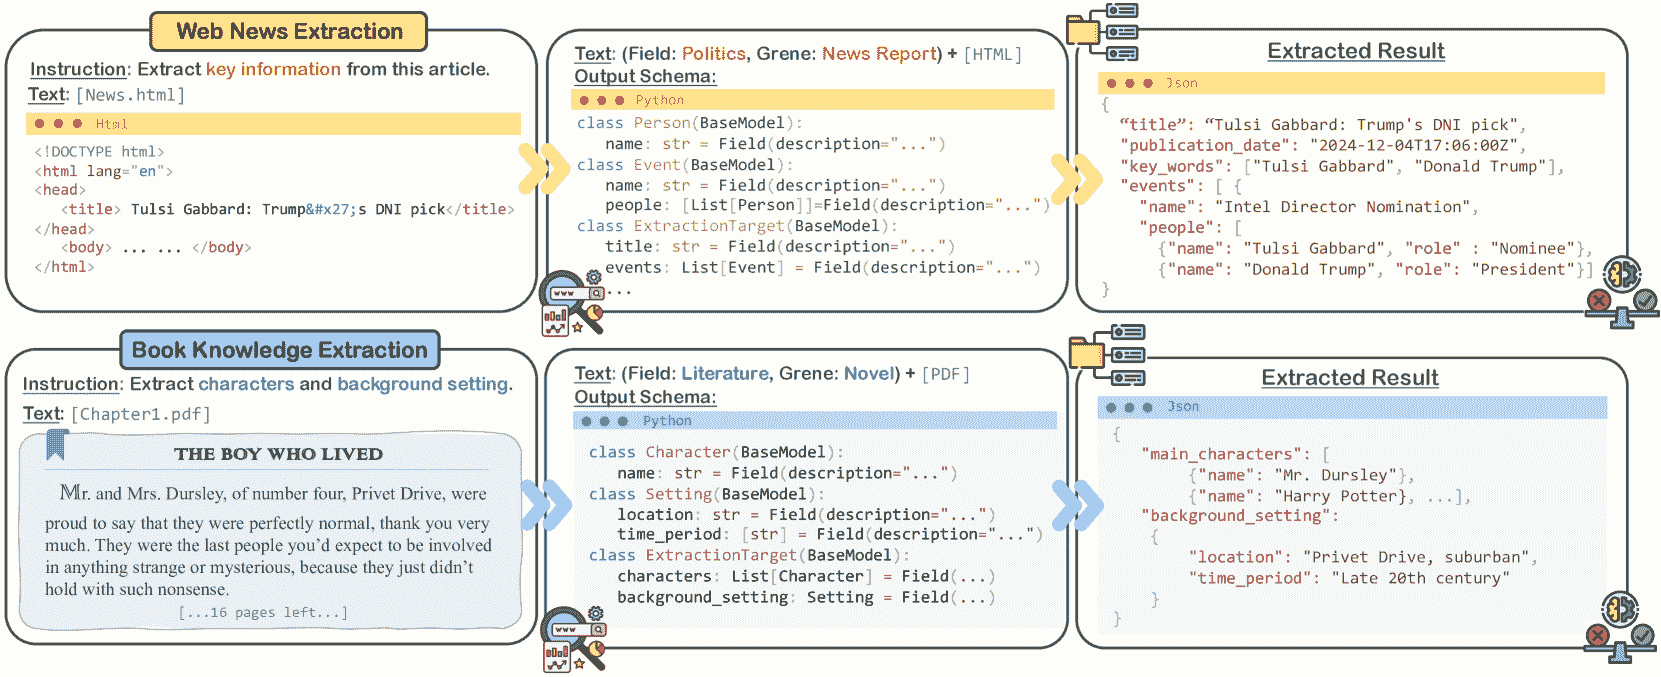 Web News Extraction
Instruction: Extract key information from this article.
Text: [News.html]
Html
<!DOCTYPE html>
<html lang="en">
<head>
<title> Tulsi Gabbard: Trump&#x27;s DNI pick</title>
</head>
<body> ... ... </body>
</html>
Text: (Field: Politics, Grene: News Report) + [HTML]
Output Schema:
Python
class Person(BaseModel):
name: str = Field(description="...")
class Event(BaseModel):
name: str = Field(description="...")
people: [List[Person]]=Field(description="...")
class ExtractionTarget(BaseModel):
title: str = Field(description="...")
events: List[Event] = Field(description="...")
...
www
Extracted Result
Json
{
“title”: “Tulsi Gabbard: Trump's DNI pick",
"publication_date": "2024-12-04T17:06:00Z",
"key_words": ["Tulsi Gabbard", "Donald Trump"],
"events": [ {
"name": "Intel Director Nomination",
"people": [
{"name": "Tulsi Gabbard", "role" : "Nominee"},
{"name": "Donald Trump", "role": "President"}]
}
Book Knowledge Extraction
Instruction: Extract characters and background setting.
Text: [Chapter1.pdf]
THE BOY WHO LIVED
Mr. and Mrs. Dursley, of number four, Privet Drive, were
proud to say that they were perfectly normal, thank you very
much. They were the last people you’d expect to be involved
in anything strange or mysterious, because they just didn’t
hold with such nonsense.
[...16 pages left...]
Text: (Field: Literature, Grene: Novel) + [PDF]
Output Schema:
Python
class Character(BaseModel):
name: str = Field(description="...")
class Setting(BaseModel):
location: str = Field(description="...")
time_period: [str] = Field(description="...")
class ExtractionTarget(BaseModel):
characters: List[Character] = Field(...)
background_setting: Setting = Field(...)
www
Extracted Result
Json
{
"main_characters": [
{"name": "Mr. Dursley"},
{"name": "Harry Potter}, ...],
"background_setting":
{
"location": "Privet Drive, suburban",
"time_period": "Late 20th century"
}
}